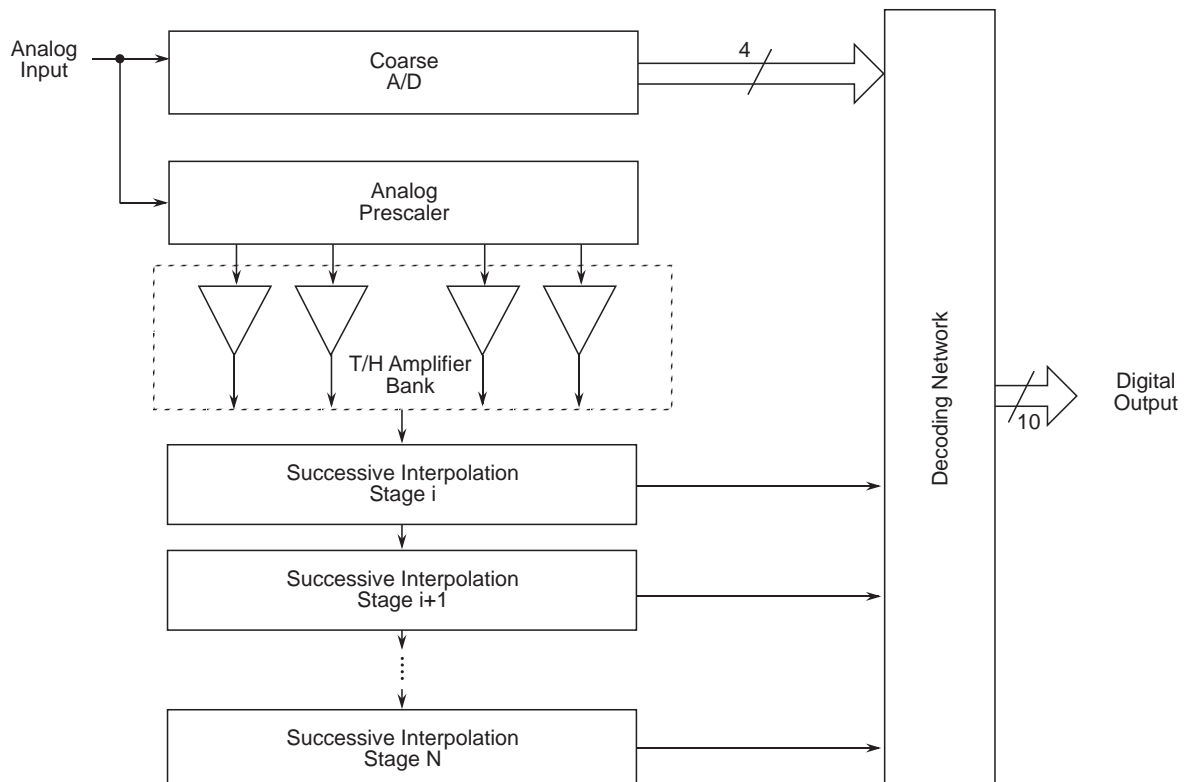 Analog
Input
Coarse
A/D
4
Analog
Prescaler
T/H Amplifier
Bank
Successive Interpolation
Stage i
Successive Interpolation
Stage i+1
Successive Interpolation
Stage N
Decoding Network
10
Digital
Output